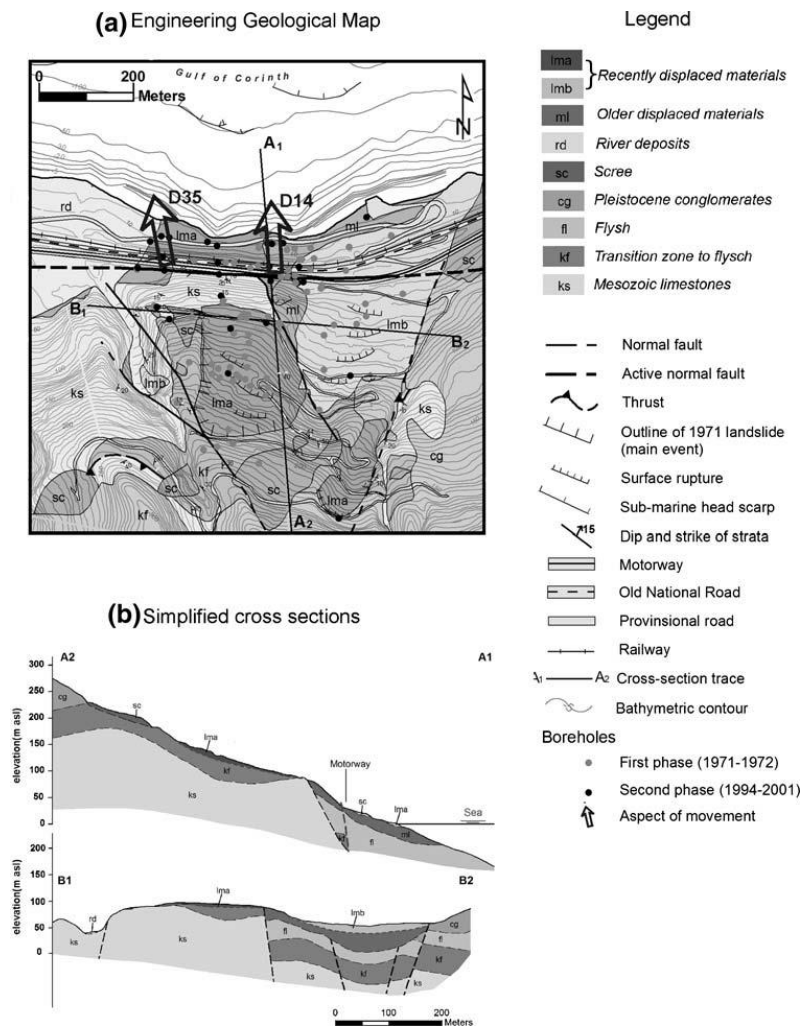 (a) Engineering Geological Map
0 200
Meters
Gulf of Corinth
N
A1
D35
D14
rd
lma
ml
sc
ks
B1
ml
lmb
B2
sc
lmb
lma
ks
ks
cg
kf
sc
sc
lma
kf
A2
Legend
lma
lmb
Recently displaced materials
ml Older displaced materials
rd River deposits
sc Scree
cg Pleistocene conglomerates
fl Flysh
kf Transition zone to flysch
ks Mesozoic limestones
Normal fault
Active normal fault
Thrust
Outline of 1971 landslide
(main event)
Surface rupture
Sub-marine head scarp
15 Dip and strike of strata
Motorway
Old National Road
Provinsional road
Railway
A1 A2 Cross-section trace
Bathymetric contour
Boreholes
First phase (1971-1972)
Second phase (1994-2001)
Aspect of movement
(b) Simplified cross sections
A2 A1
elevation(m asl)
300
250
200
150
100
50
0
cg
sc
lma
kf
ks
Motorway
sc
lma
Sea
kf
fl
ml
elevation(m asl)
200
150
100
50
0
B1 B2
rd
lma
lmb
cg
ks
ks
fl
fl
kf
kf
ks
ks
0 100 200
Meters